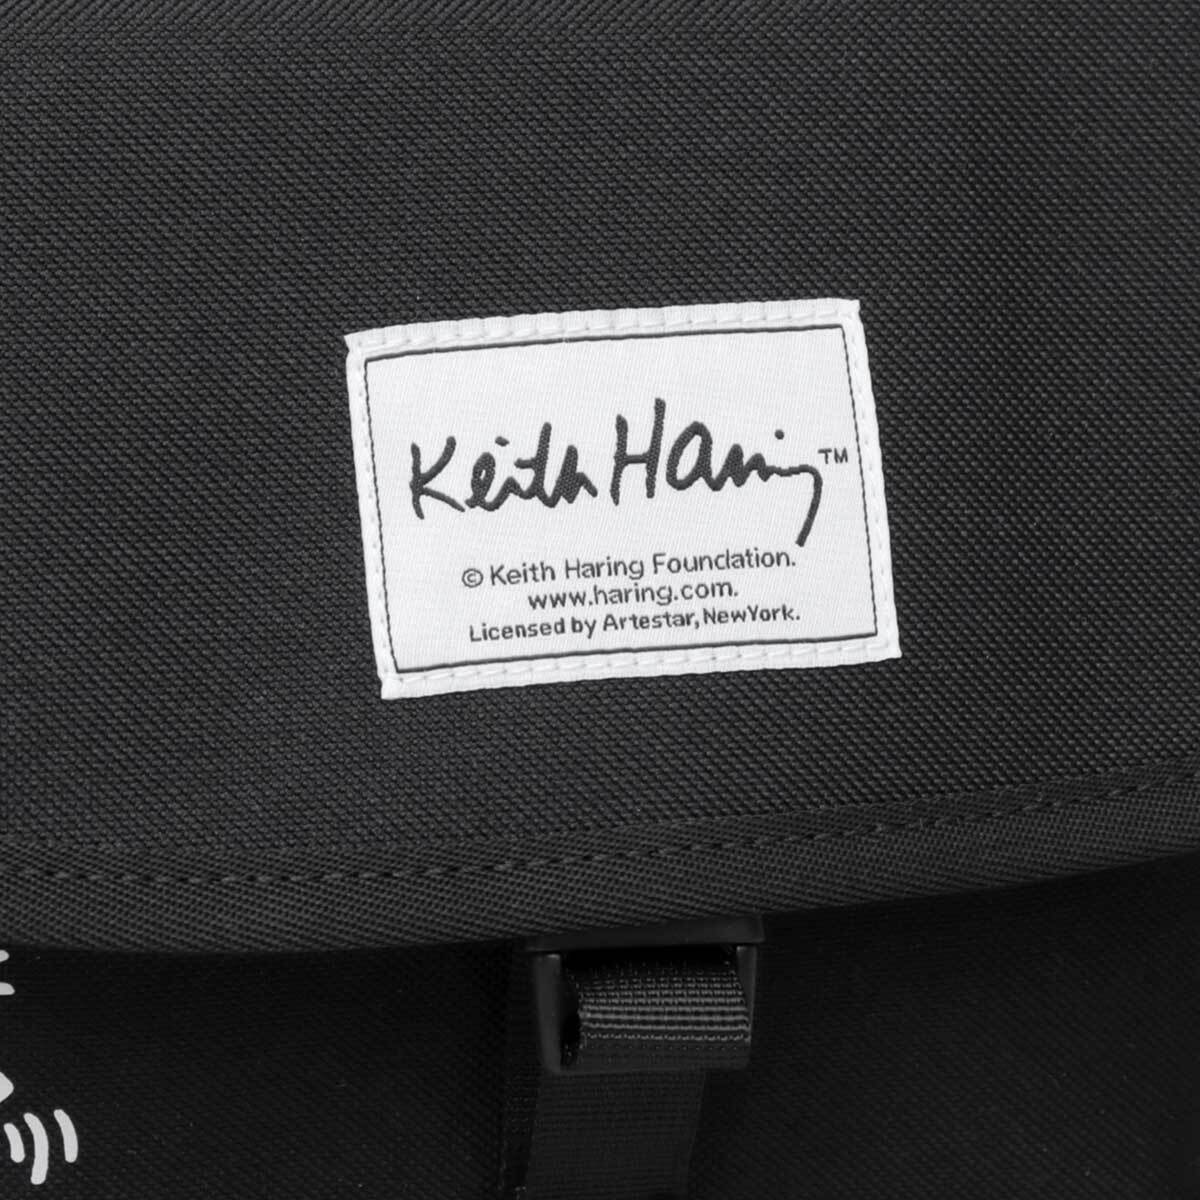 Keith Haring™
© Keith Haring Foundation.
www.haring.com.
Licensed by Artestar, NewYork.